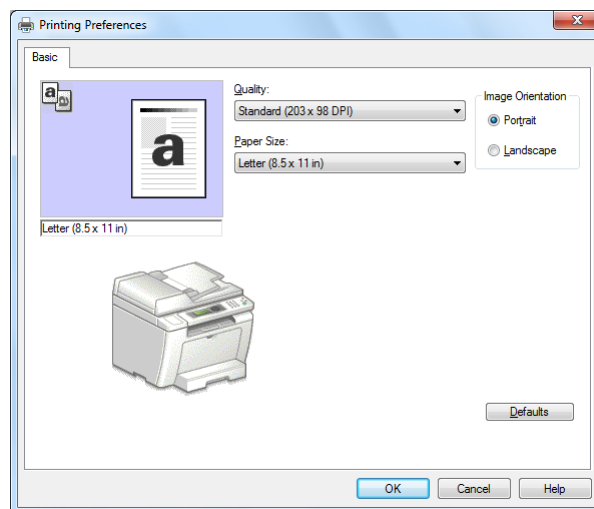 Printing Preferences
Basic
a
a
Letter (8.5 x 11 in)
Quality:
Standard (203 x 98 DPI)
Paper Size:
Letter (8.5 x 11 in)
Image Orientation
Portrait
Landscape
Defaults
OK
Cancel
Help